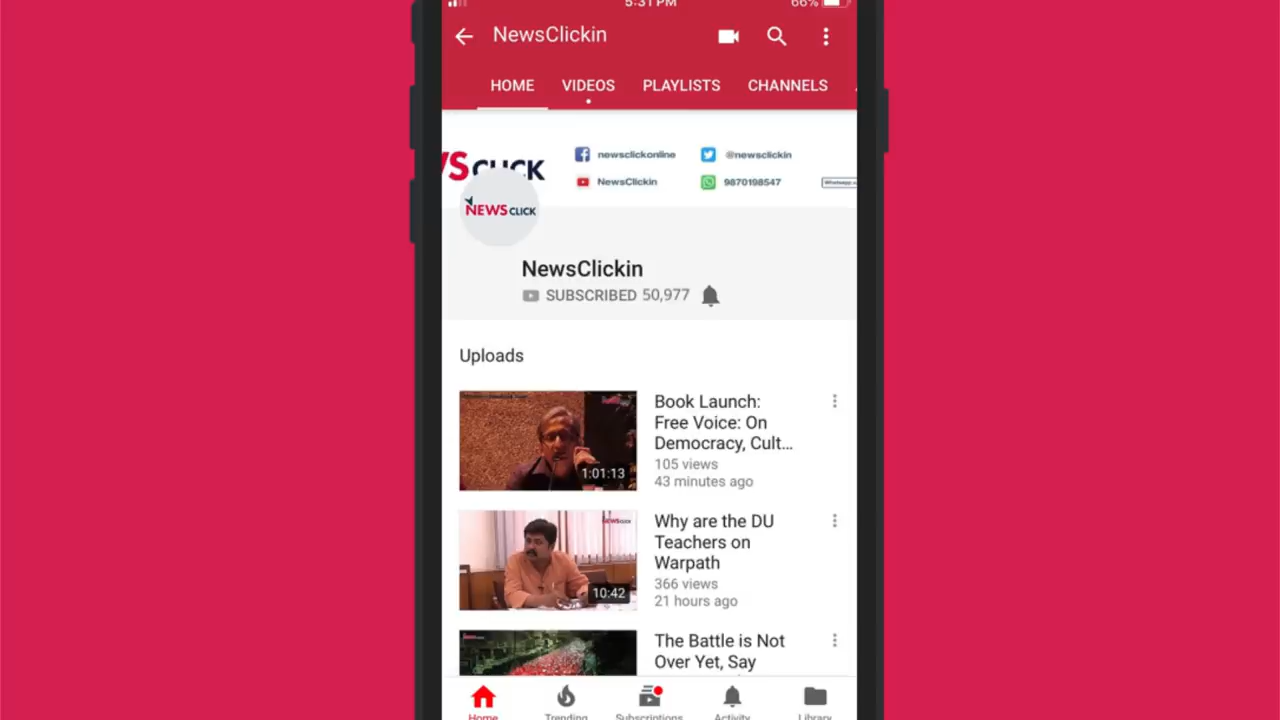 5:31 PM
66%
NewsClickin
HOME VIDEOS PLAYLISTS CHANNELS
WS CLICK
newsclickonline @newsclickin
NewsClickin 9870198547
NEWS CLICK
NewsClickin
SUBSCRIBED 50,977
Uploads
Book Launch:
Free Voice: On
Democracy, Cult...
105 views
43 minutes ago
1:01:13
Why are the DU
Teachers on
Warpath
366 views
21 hours ago
NEWSCLICK
10:42
The Battle is Not
Over Yet, Say
Home Trending Subscriptions Activity Library